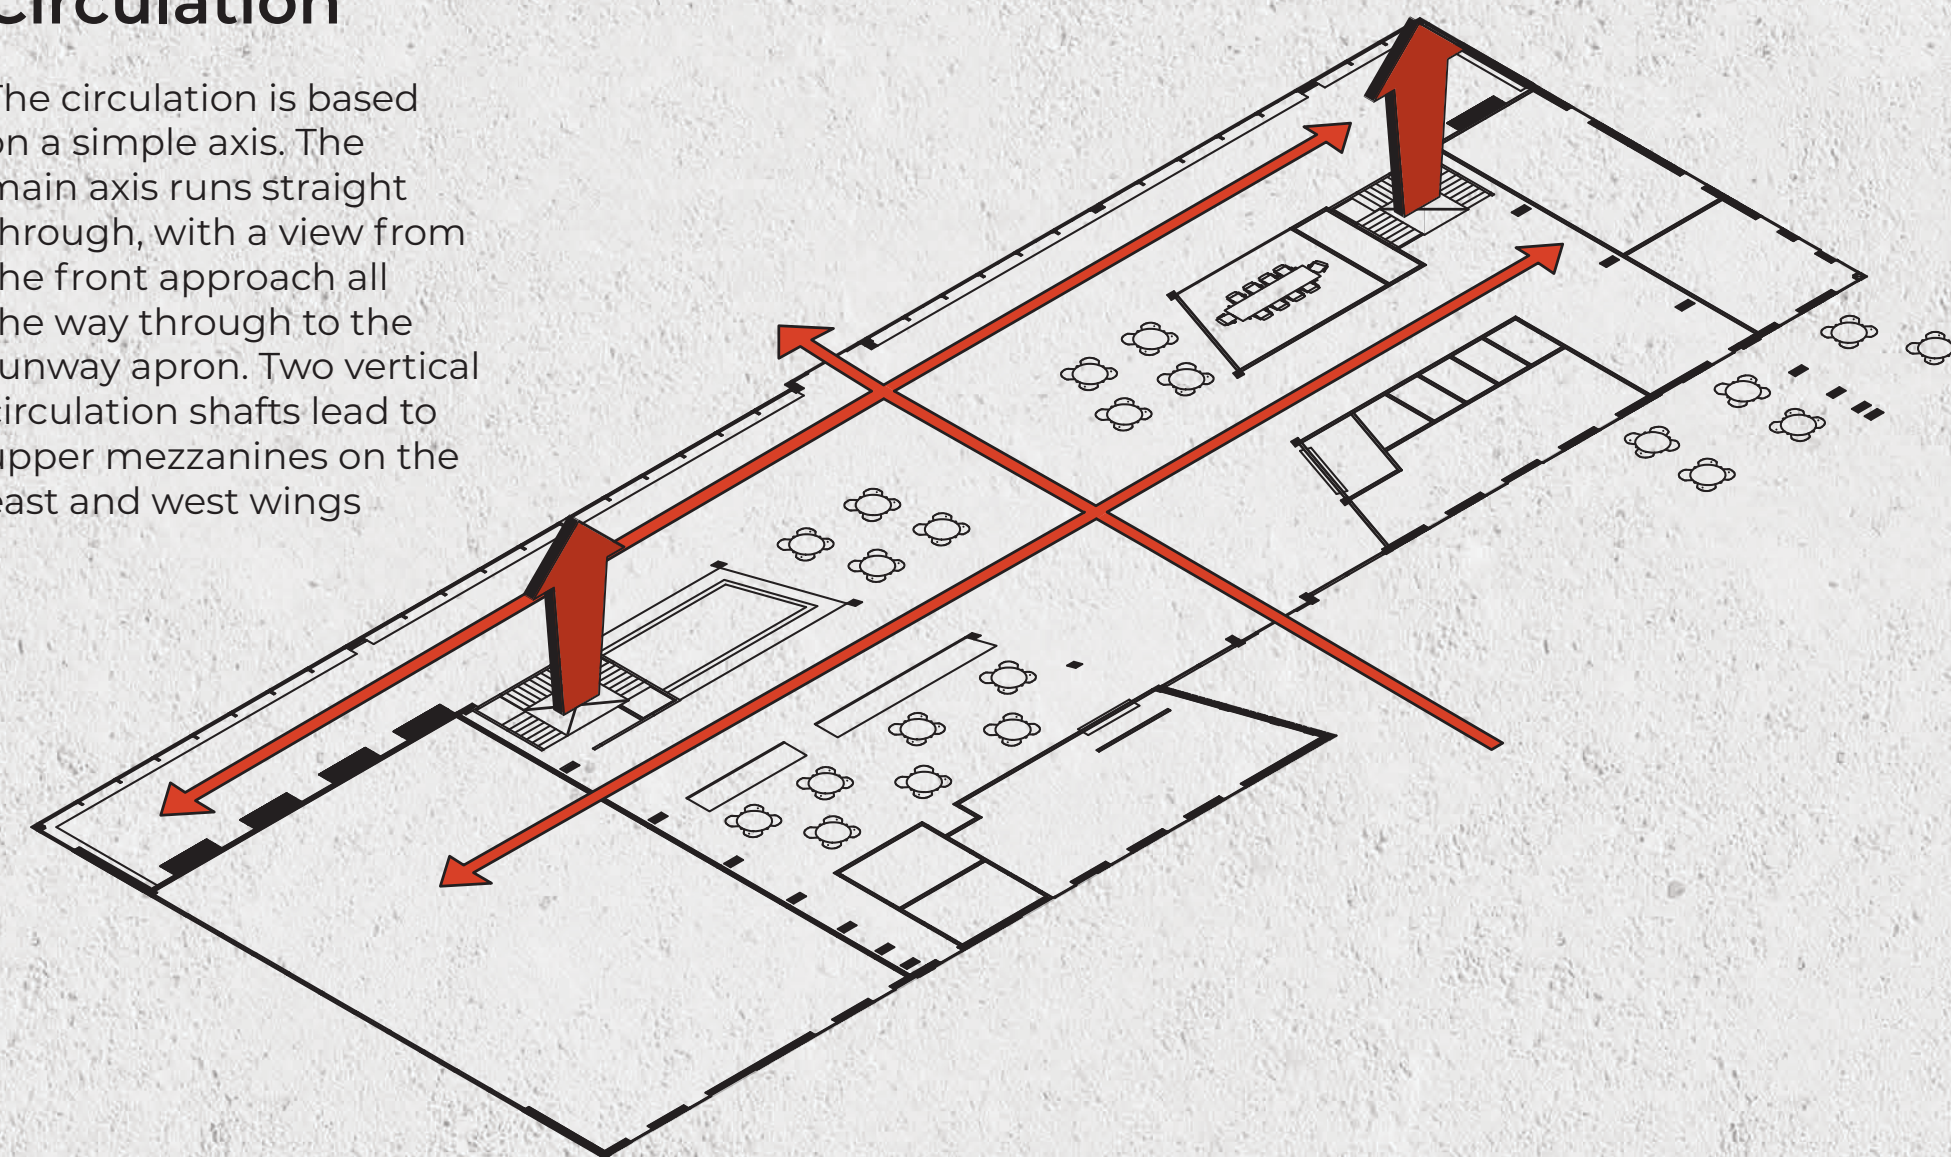 Circulation
The circulation is based
on a simple axis. The
main axis runs straight
through, with a view from
the front approach all
the way through to the
runway apron. Two vertical
circulation shafts lead to
upper mezzanines on the
east and west wings